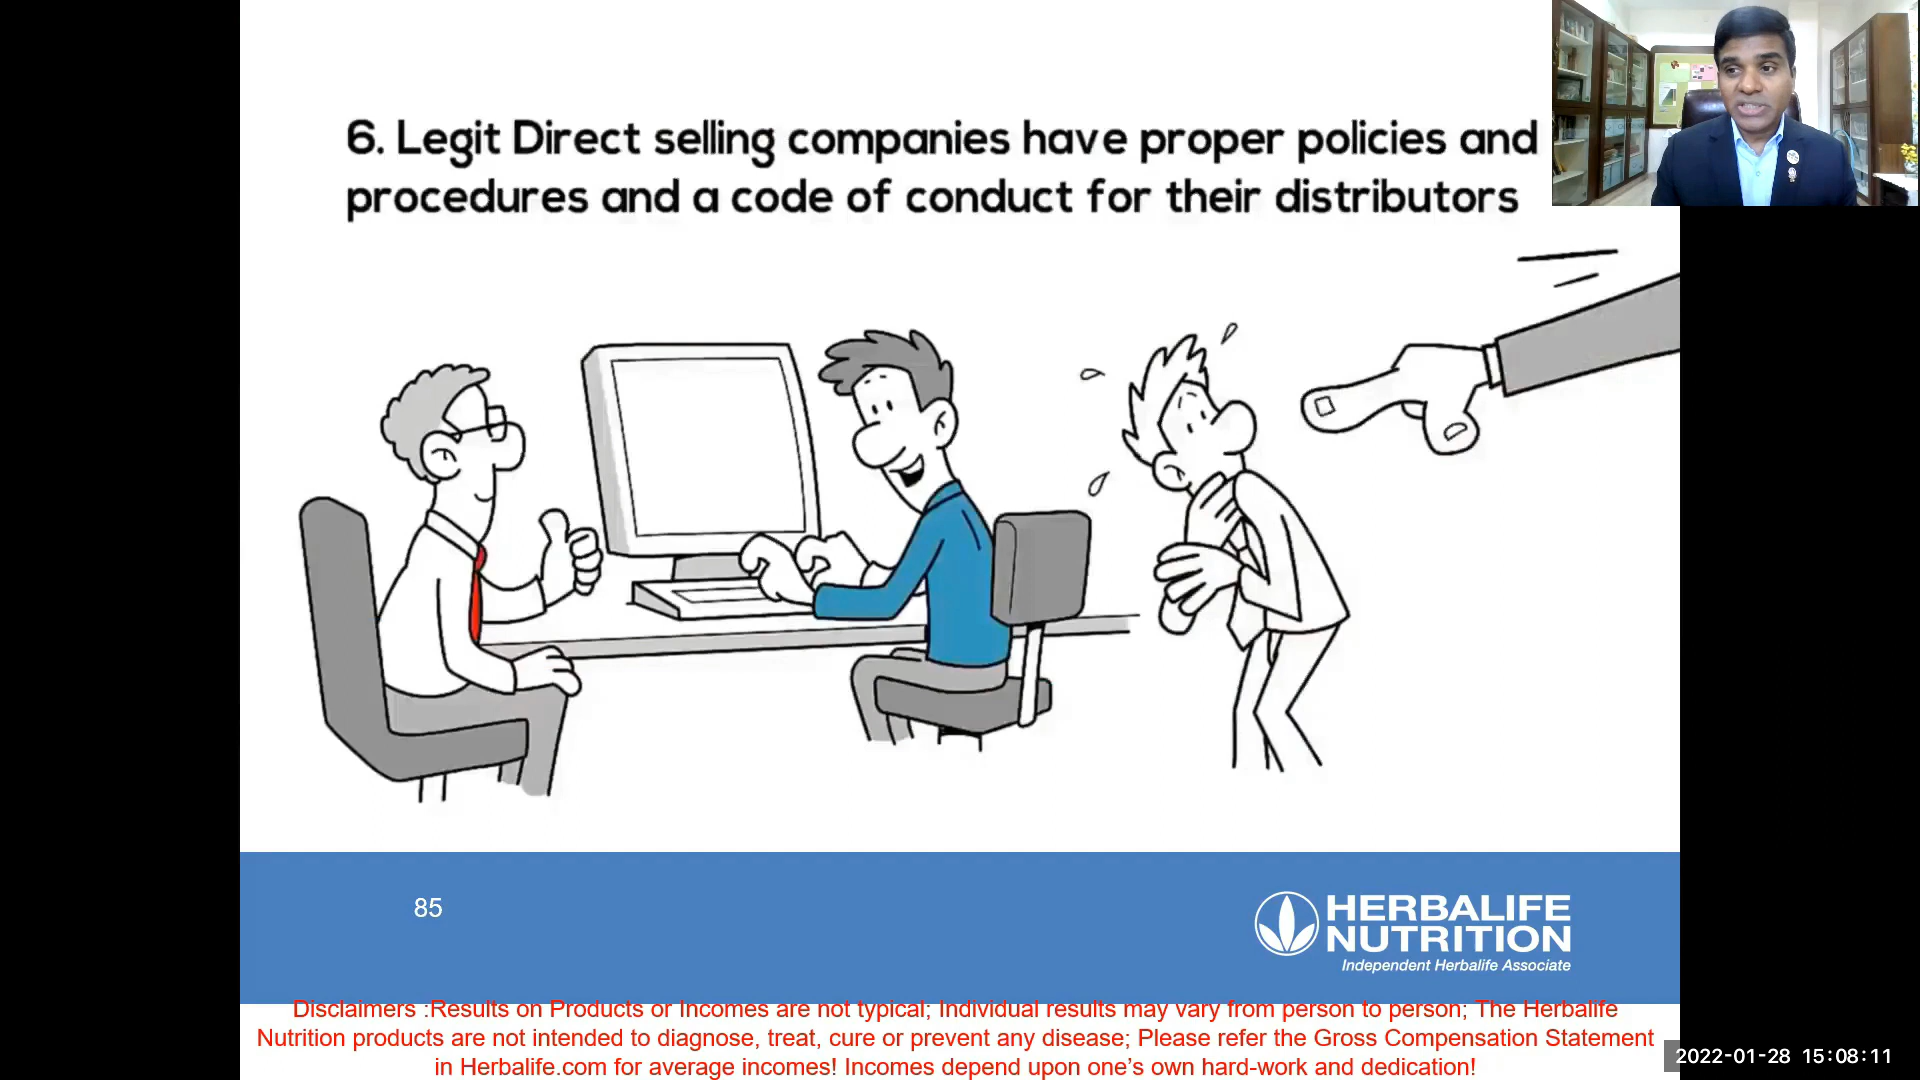 6. Legit Direct selling companies have proper policies and
procedures and a code of conduct for their distributors
85
HERBALIFE
NUTRITION
Independent Herbalife Associate
Disclaimers :Results on Products or Incomes are not typical; Individual results may vary from person to person; The Herbalife
Nutrition products are not intended to diagnose, treat, cure or prevent any disease; Please refer the Gross Compensation Statement
in Herbalife.com for average incomes! Incomes depend upon one’s own hard-work and dedication!
2022-01-28 15:08:11